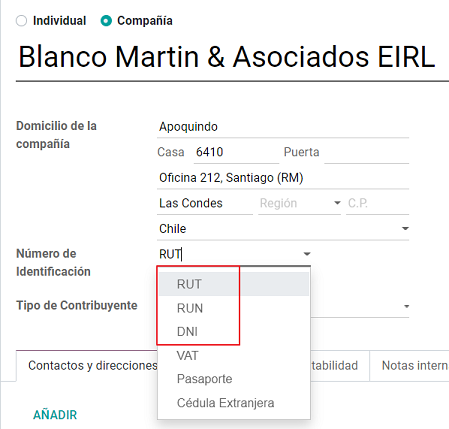 Individual Compañía
Blanco Martin & Asociados EIRL
Domicilio de la
compañía
Apoquindo
Casa 6410 Puerta
Oficina 212, Santiago (RM)
Las Condes Región C.P.
Chile
Número de
Identificación
RUT
RUT
RUN
DNI
VAT
Pasaporte
Cédula Extranjera
Tipo de Contribuyente
Contactos y direcciones tabilidad Notas intern
AÑADIR